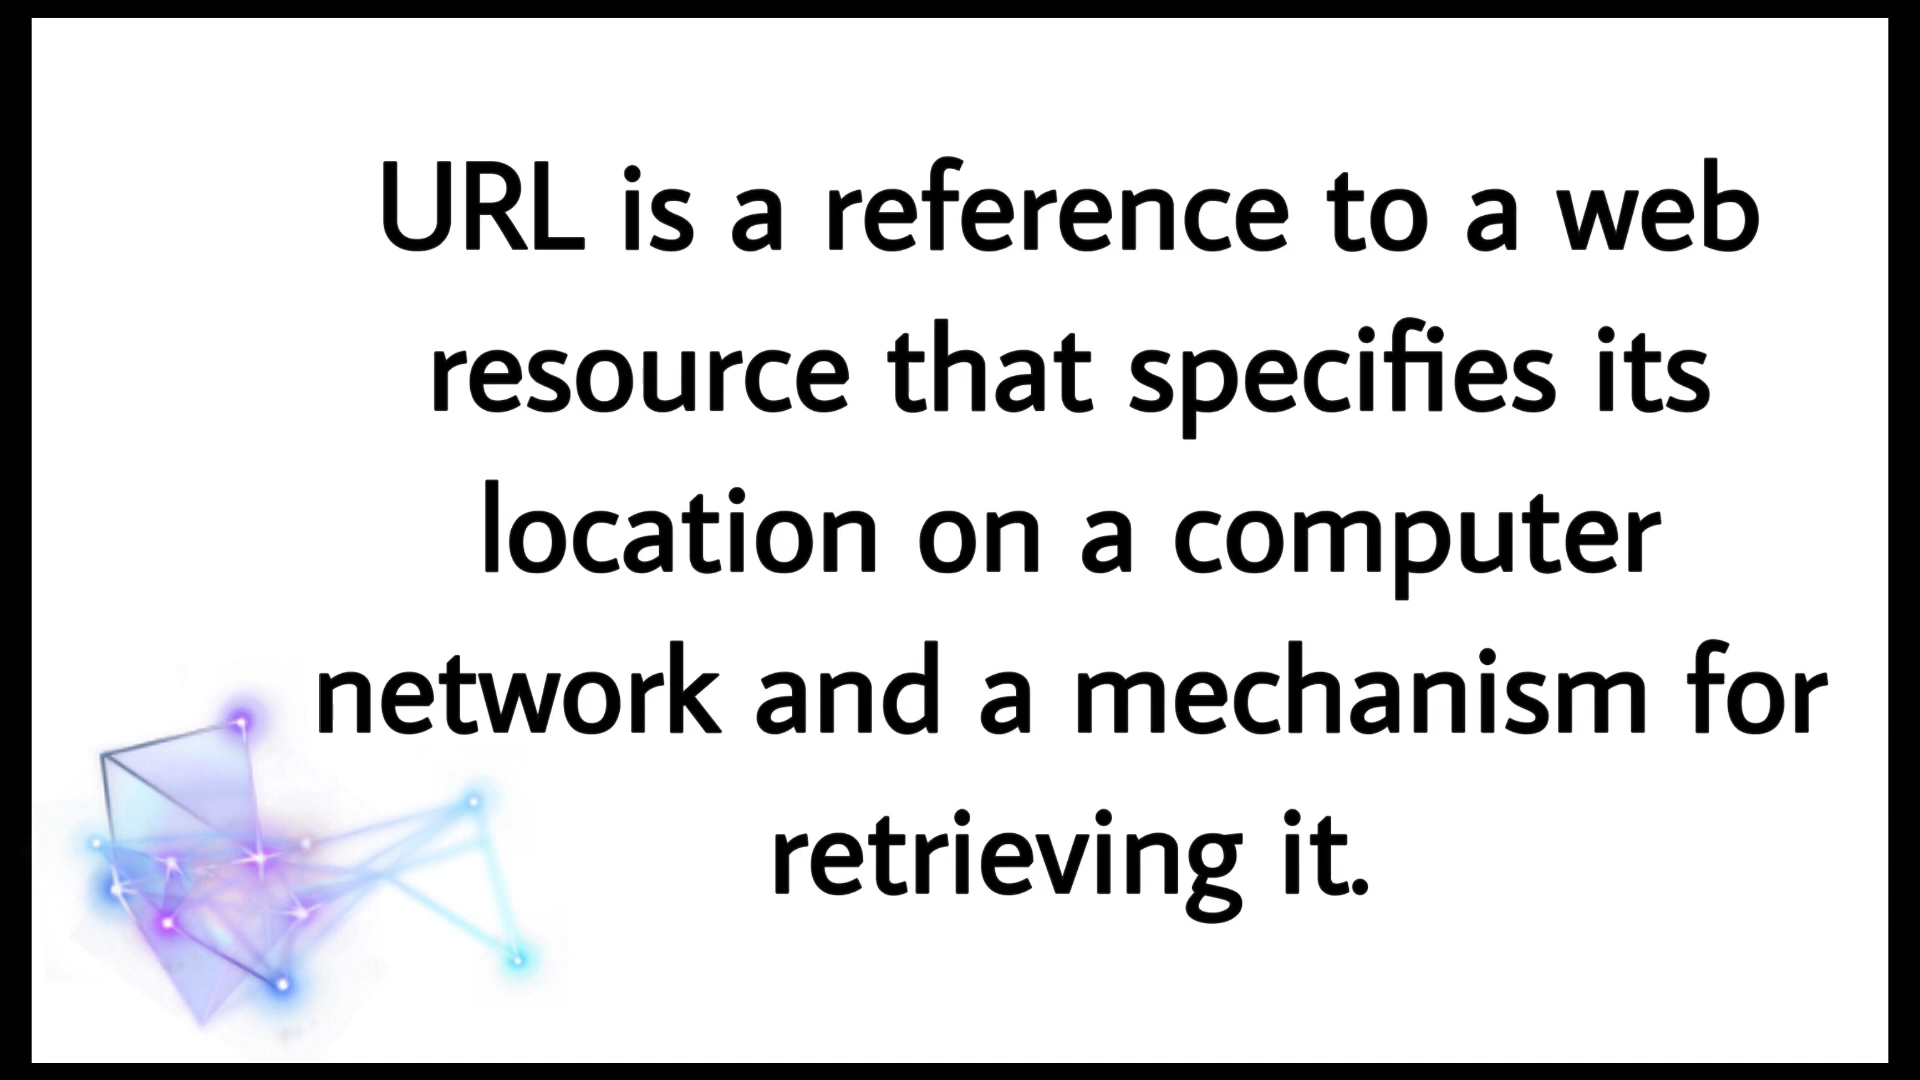 URL is a reference to a web
resource that specifies its
location on a computer
network and a mechanism for
retrieving it.